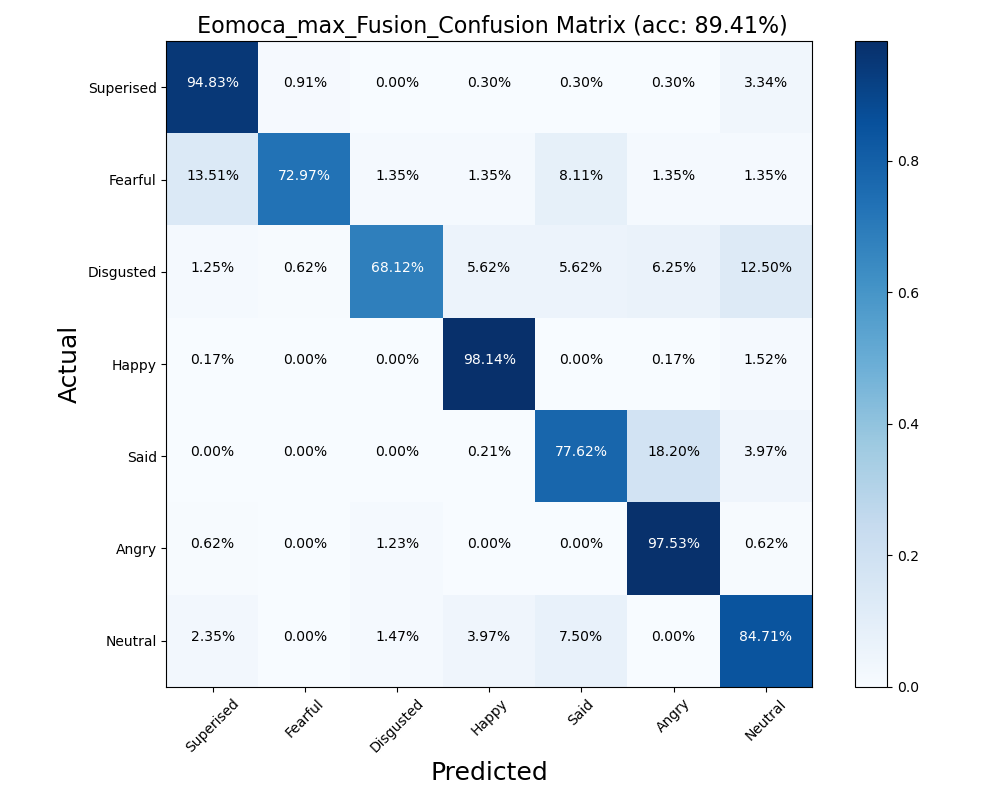 Eomoca_max_Fusion_Confusion Matrix (acc: 89.41%)
Superised 94.83% 0.91% 0.00% 0.30% 0.30% 0.30% 3.34%
Fearful 13.51% 72.97% 1.35% 1.35% 8.11% 1.35% 1.35%
Disgusted 1.25% 0.62% 68.12% 5.62% 5.62% 6.25% 12.50%
Happy 0.17% 0.00% 0.00% 98.14% 0.00% 0.17% 1.52%
Said 0.00% 0.00% 0.00% 0.21% 77.62% 18.20% 3.97%
Angry 0.62% 0.00% 1.23% 0.00% 0.00% 97.53% 0.62%
Neutral 2.35% 0.00% 1.47% 3.97% 7.50% 0.00% 84.71%
Superised Fearful Disgusted Happy Said Angry Neutral
Predicted
Actual
0.8
0.6
0.4
0.2
0.0